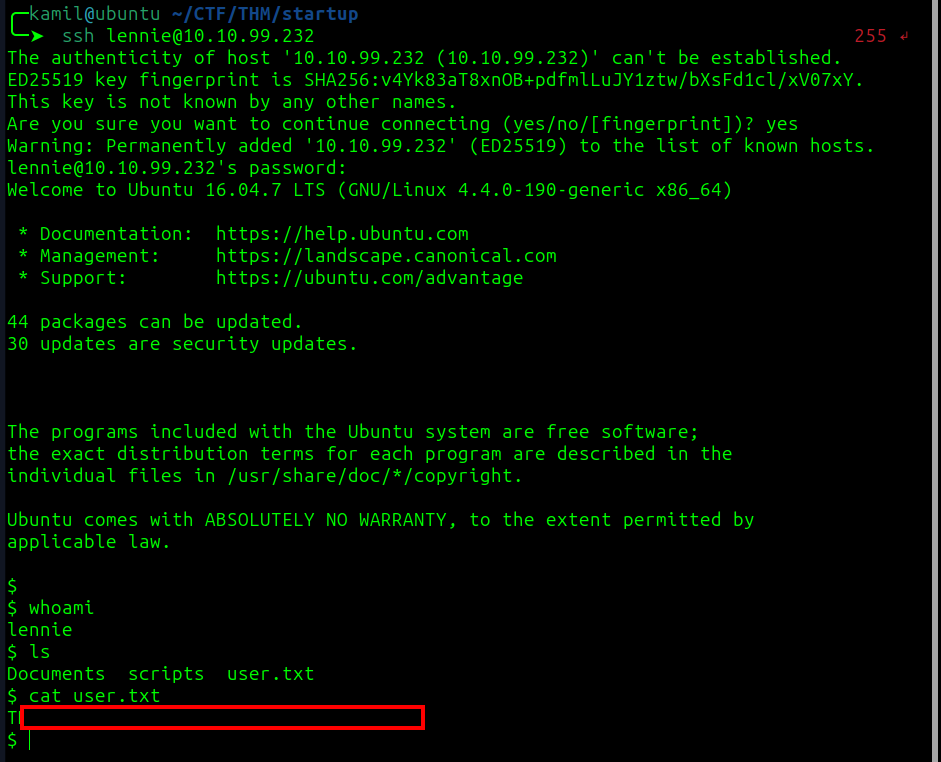 kamil@ubuntu ~/CTF/THM/startup
ssh lennie@10.10.99.232 255 ↲
The authenticity of host '10.10.99.232 (10.10.99.232)' can't be established.
ED25519 key fingerprint is SHA256:v4Yk83aT8xnOB+pdfmlLuJY1ztw/bXsFd1cl/xV07xY.
This key is not known by any other names.
Are you sure you want to continue connecting (yes/no/[fingerprint])? yes
Warning: Permanently added '10.10.99.232' (ED25519) to the list of known hosts.
lennie@10.10.99.232's password:
Welcome to Ubuntu 16.04.7 LTS (GNU/Linux 4.4.0-190-generic x86_64)
* Documentation:  https://help.ubuntu.com
* Management:     https://landscape.canonical.com
* Support:        https://ubuntu.com/advantage
44 packages can be updated.
30 updates are security updates.
The programs included with the Ubuntu system are free software;
the exact distribution terms for each program are described in the
individual files in /usr/share/doc/*/copyright.
Ubuntu comes with ABSOLUTELY NO WARRANTY, to the extent permitted by
applicable law.
$
$ whoami
lennie
$ ls
Documents  scripts  user.txt
$ cat user.txt
$